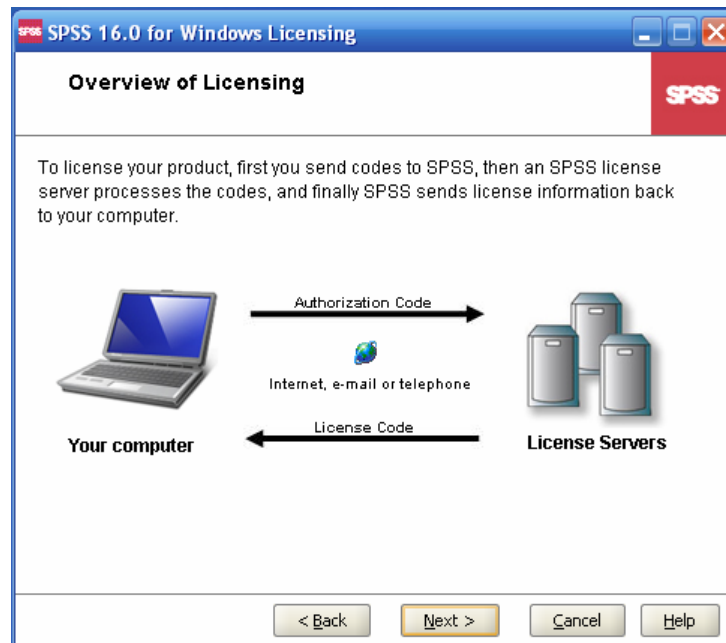 SPSS SPSS 16.0 for Windows Licensing
Overview of Licensing
SPSS
To license your product, first you send codes to SPSS, then an SPSS license
server processes the codes, and finally SPSS sends license information back
to your computer.
Authorization Code
Internet, e-mail or telephone
License Code
Your computer
License Servers
< Back Next > Cancel Help